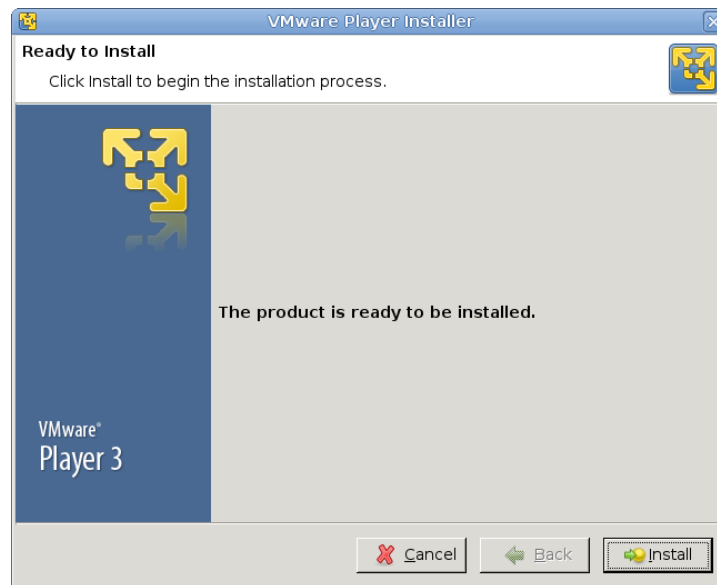 VMware Player Installer
Ready to Install
Click Install to begin the installation process.
The product is ready to be installed.
VMware®
Player 3
Cancel
Back
Install